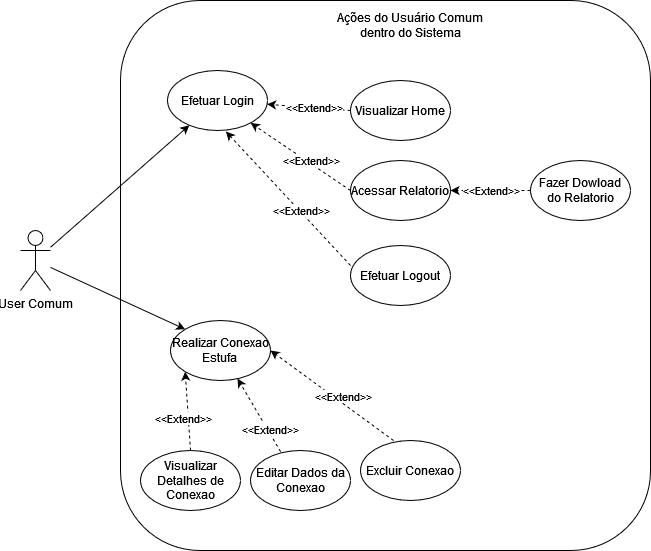 Ações do Usuário Comum
dentro do Sistema
Efetuar Login
<<Extend>>
Visualizar Home
<<Extend>>
Acessar Relatorio
<<Extend>>
Fazer Dowload
do Relatorio
<<Extend>>
Efetuar Logout
User Comum
Realizar Conexao
Estufa
<<Extend>>
<<Extend>>
<<Extend>>
Visualizar
Detalhes de
Conexao
Editar Dados da
Conexao
Excluir Conexao